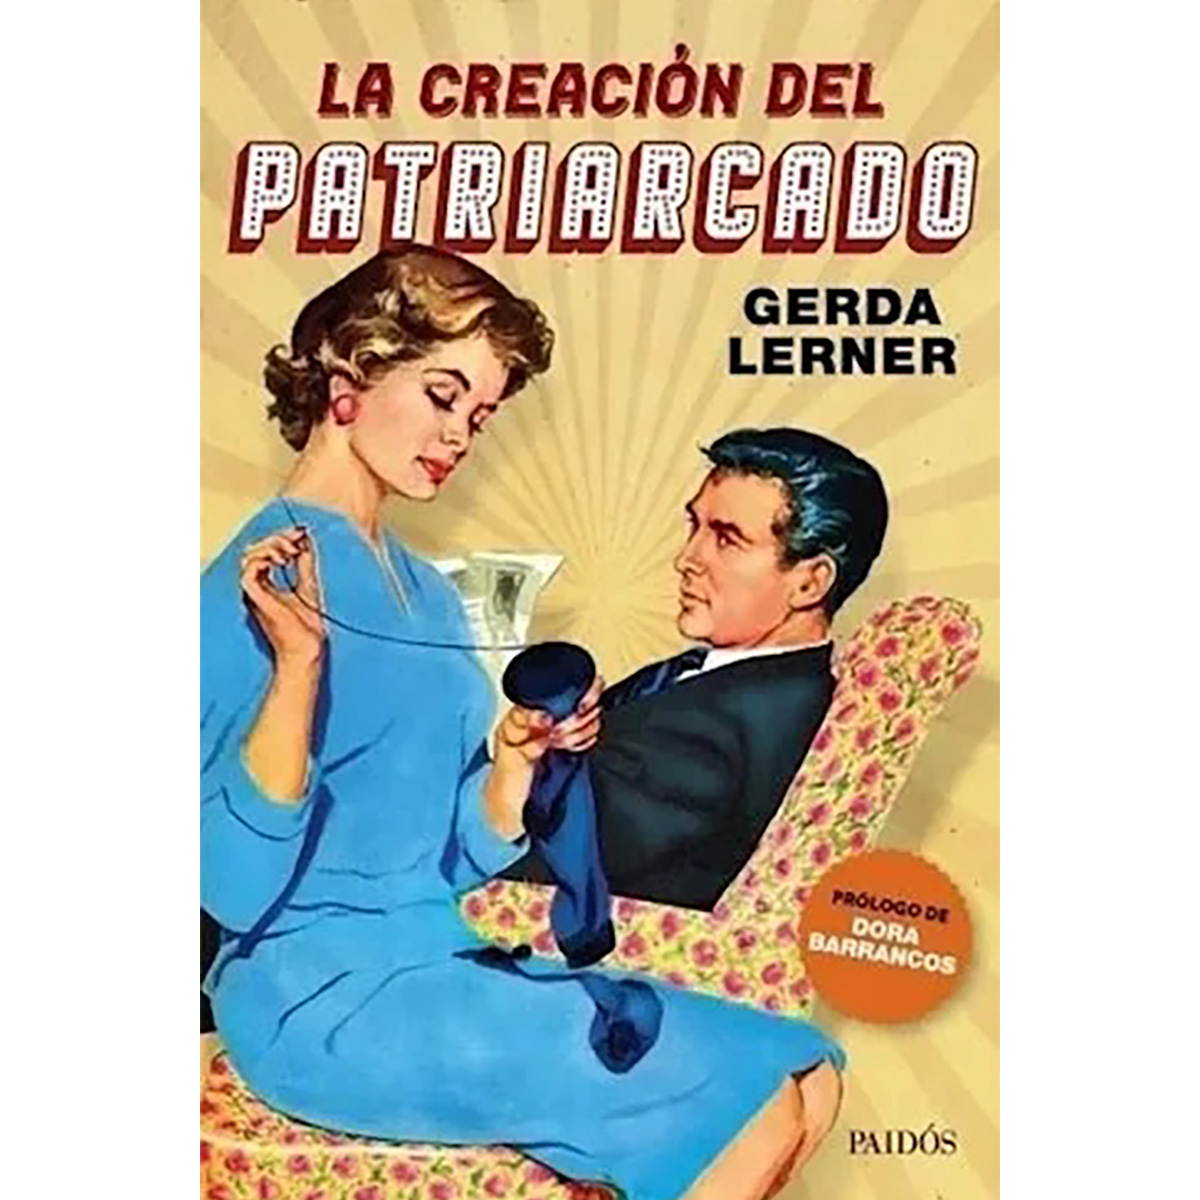 LA CREACIÓN DEL
PATRIARCADO
GERDA
LERNER
PRÓLOGO DE
DORA
BARRANCOS
PAIDÓS